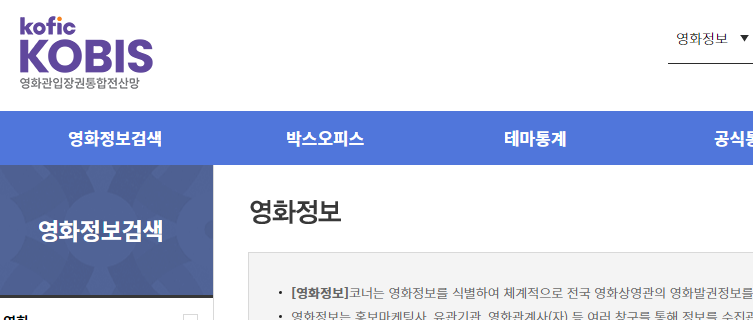 kofic
KOBIS
영화관입장권통합전산망
영화정보 ▼
영화정보검색 박스오피스 테마통계 공식통
영화정보검색
영화정보
• [영화정보]코너는 영화정보를 식별하여 체계적으로 전국 영화상영관의 영화발권정보를
• 영화정보는 홍보마케팅사, 유관기관, 영화관계사(자) 등 여러 창구를 통해 정보를 수집관
영화